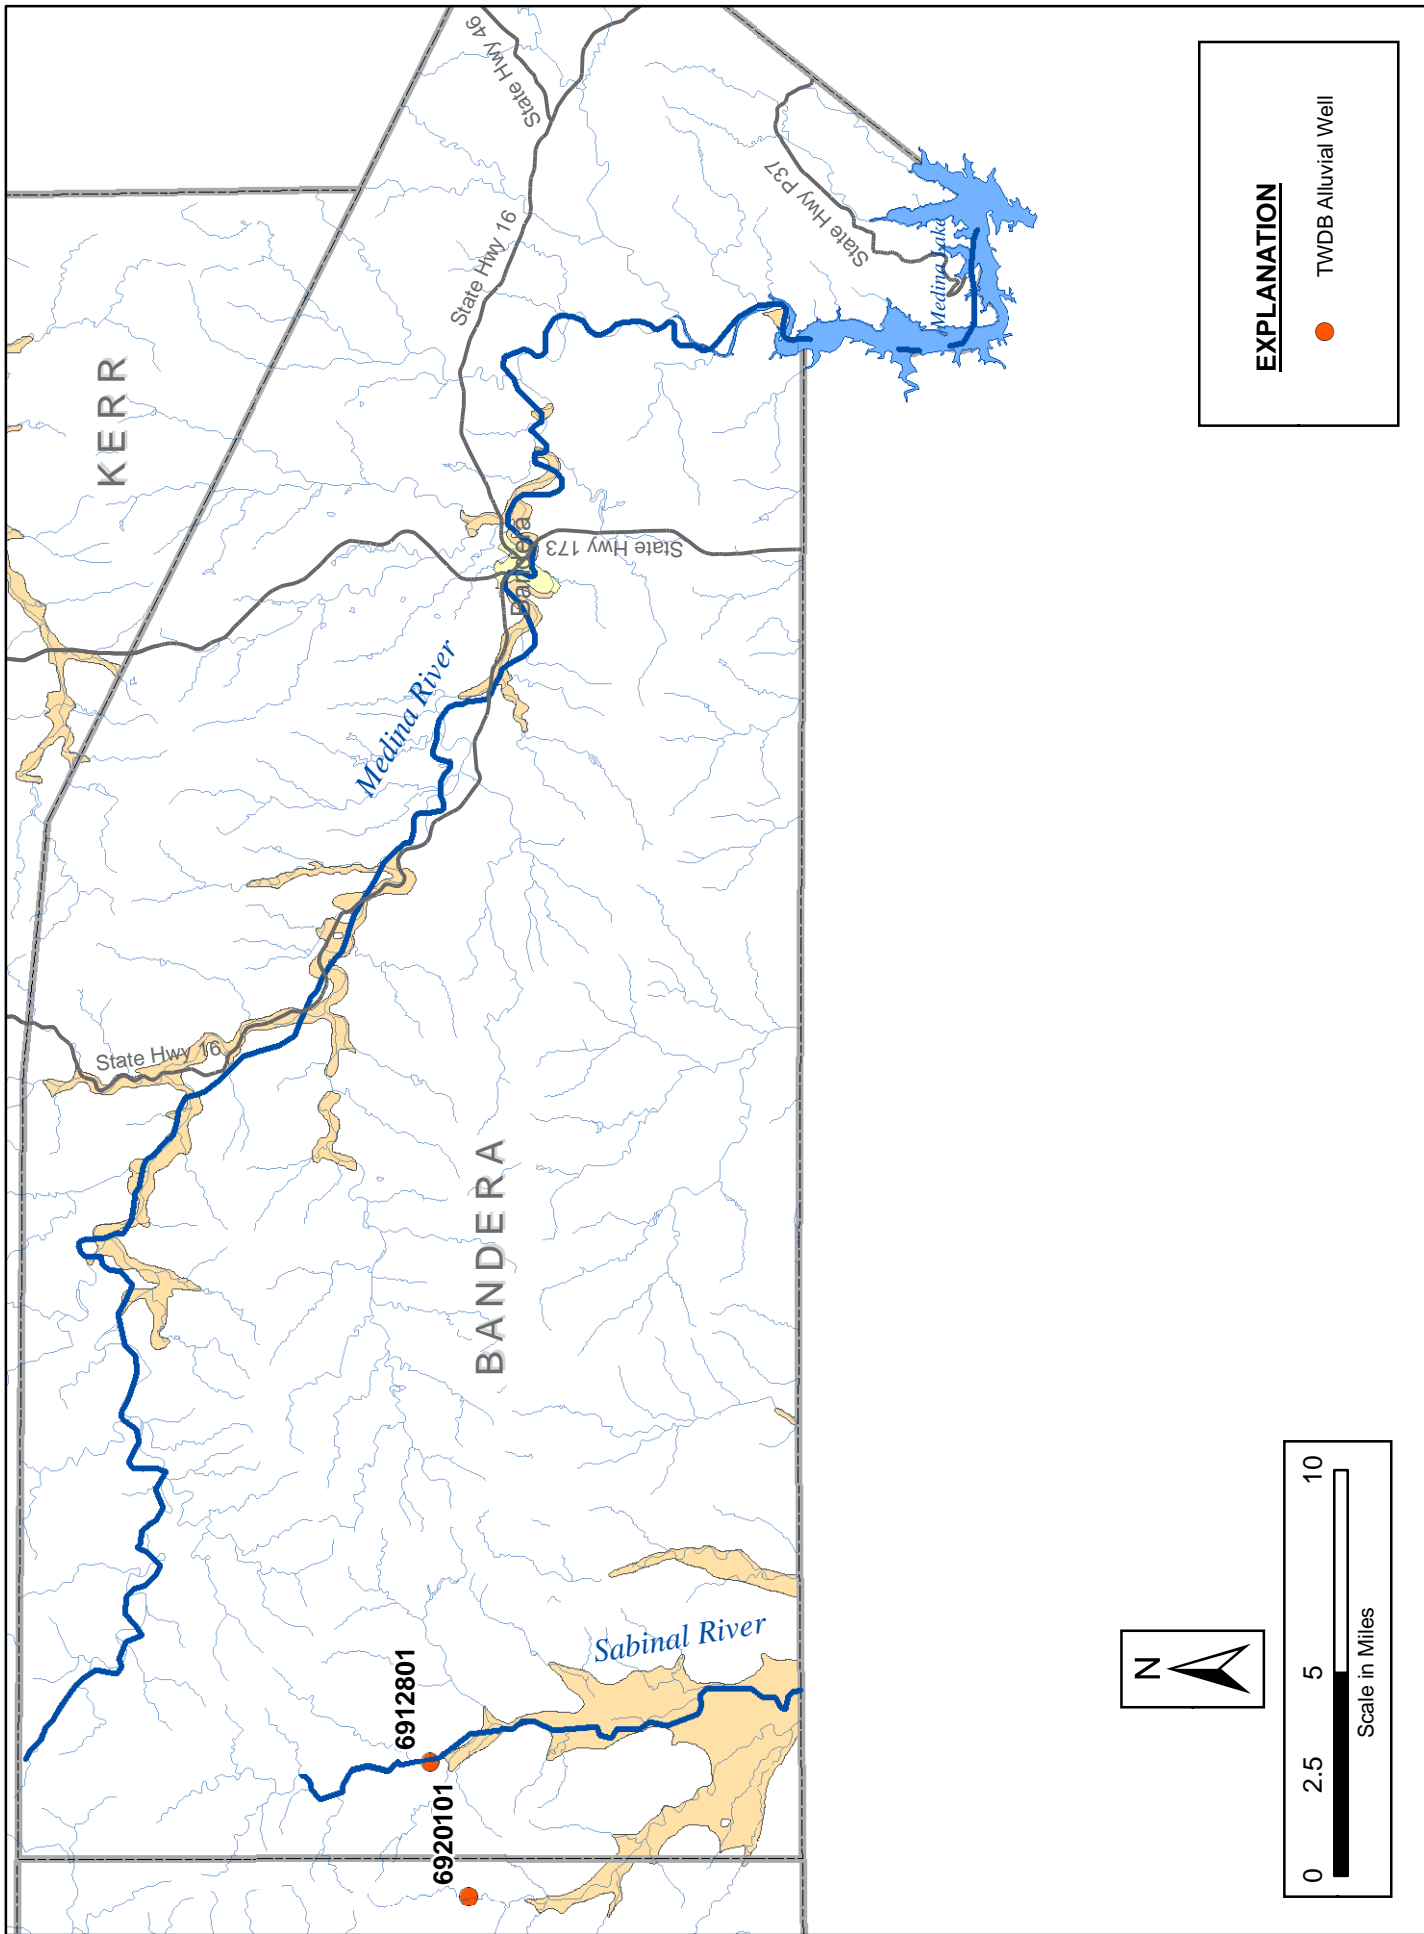 KERR
State Hwy 46
State Hwy 16
State Hwy P37
Medina Lake
Bandera
State Hwy 173
Medina River
State Hwy 16
BANDERA
Sabinal River
6912801
6920101
EXPLANATION
TWDB Alluvial Well
N
0 2.5 5 10
Scale in Miles